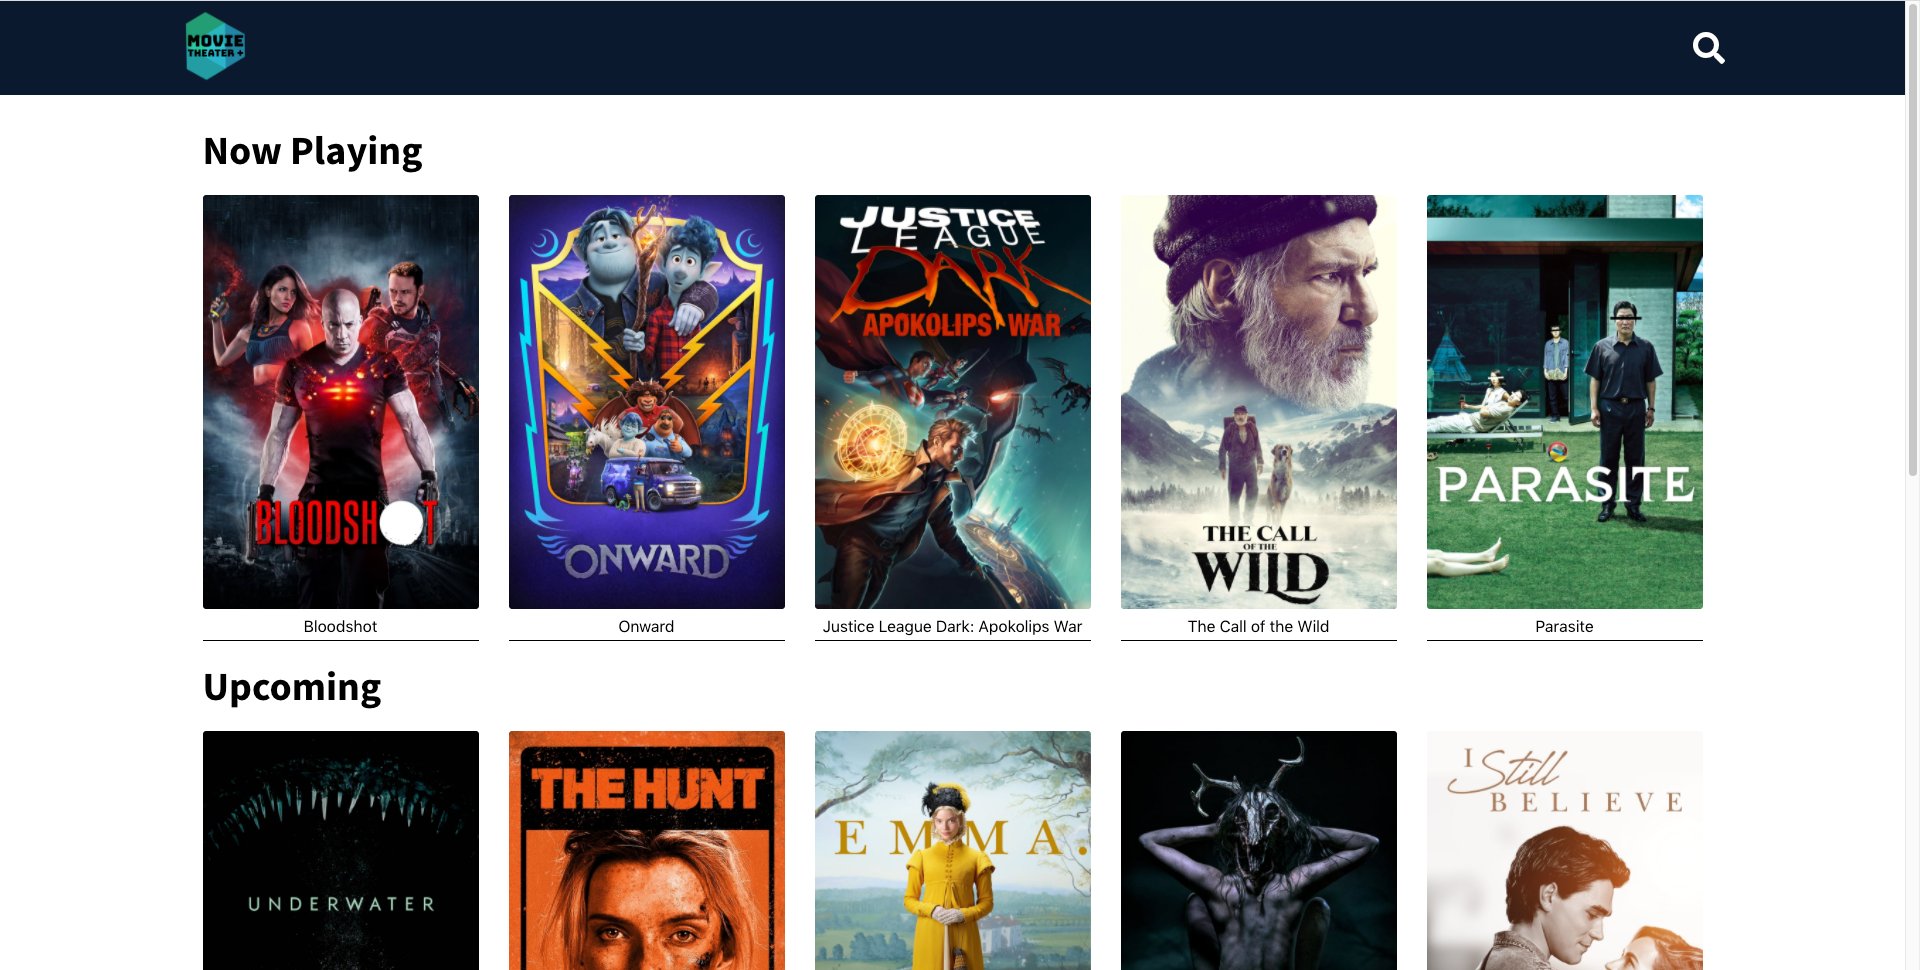 MOVIE
THEATER +
Now Playing
BLOODSHOT
ONWARD
JUSTICE
LEAGUE
DARK
APOKOLIPS WAR
THE CALL
OF THE
WILD
PARASITE
Bloodshot
Onward
Justice League Dark: Apokolips War
The Call of the Wild
Parasite
Upcoming
UNDERWATER
THE HUNT
EMMA.
I Still
BELIEVE